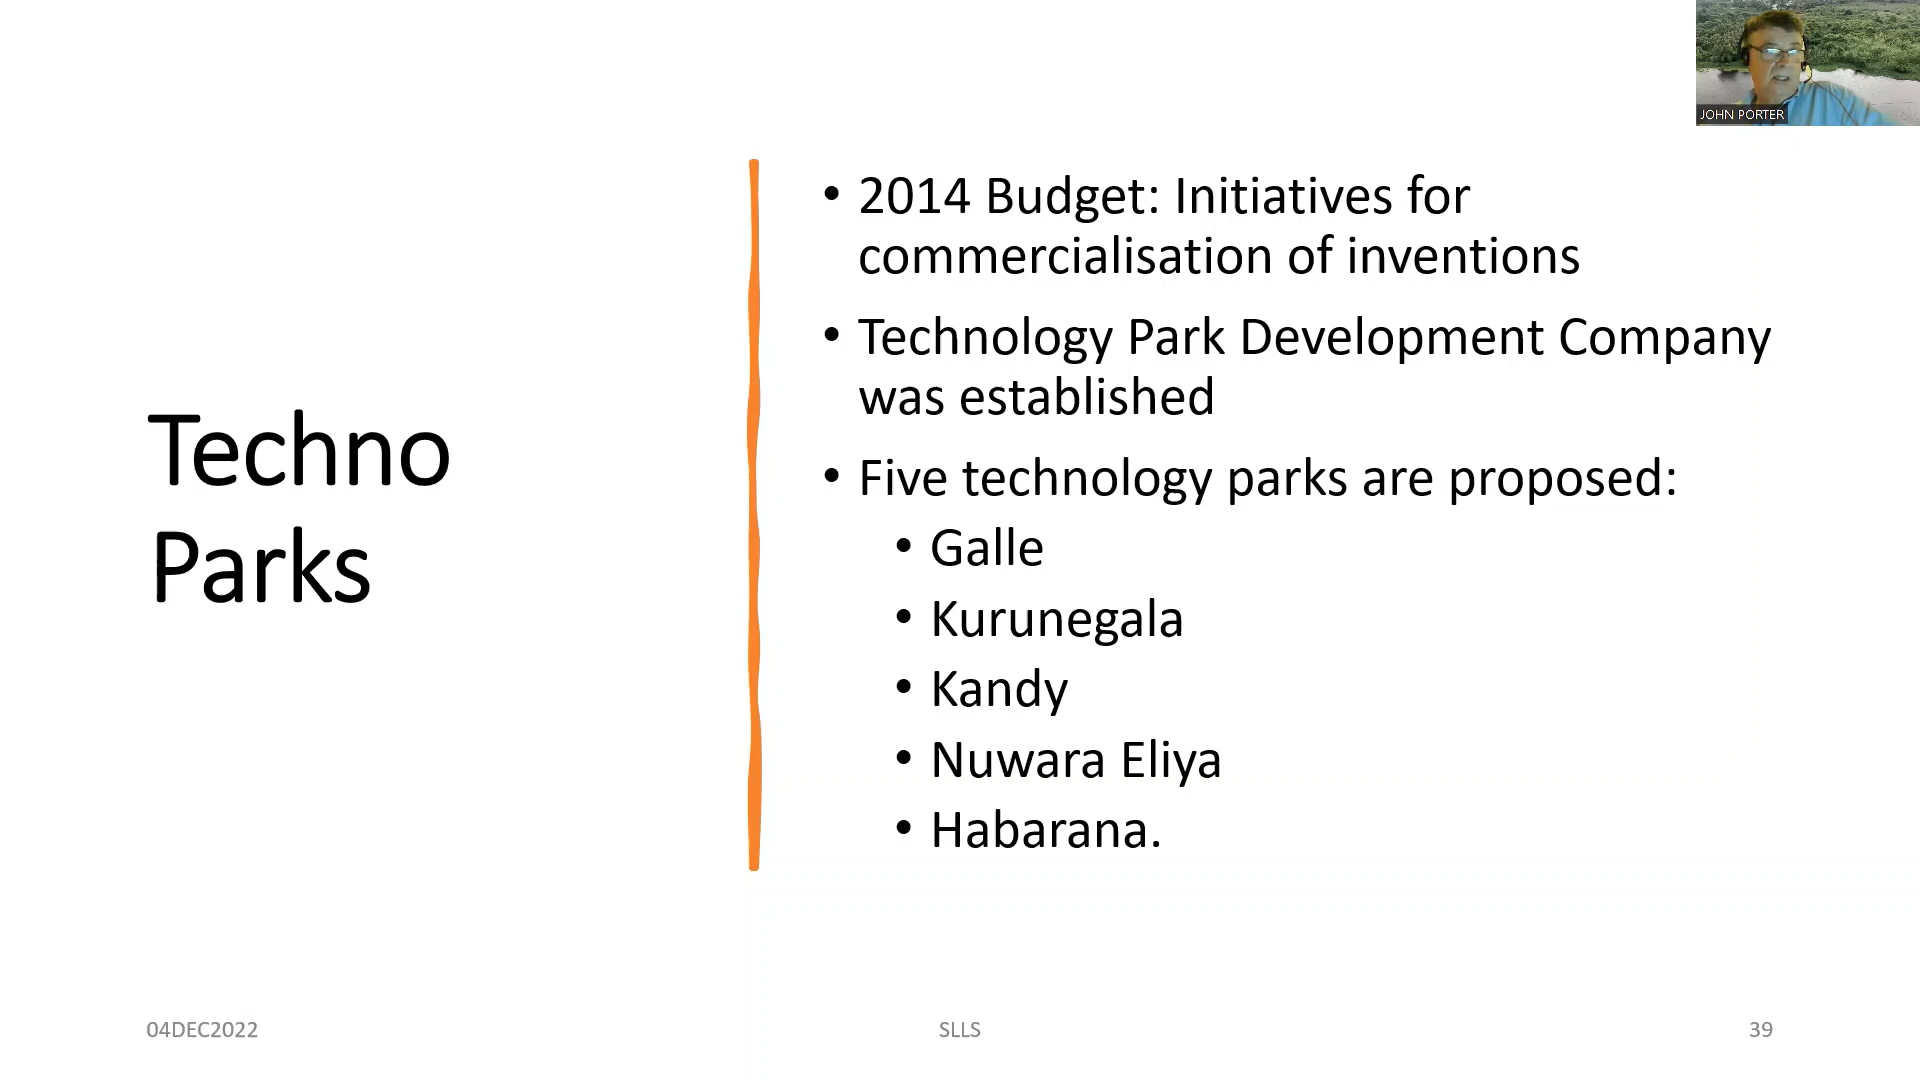 JOHN PORTER
Techno
Parks
• 2014 Budget: Initiatives for
commercialisation of inventions
• Technology Park Development Company
was established
• Five technology parks are proposed:
• Galle
• Kurunegala
• Kandy
• Nuwara Eliya
• Habarana.
04DEC2022
SLLS
39